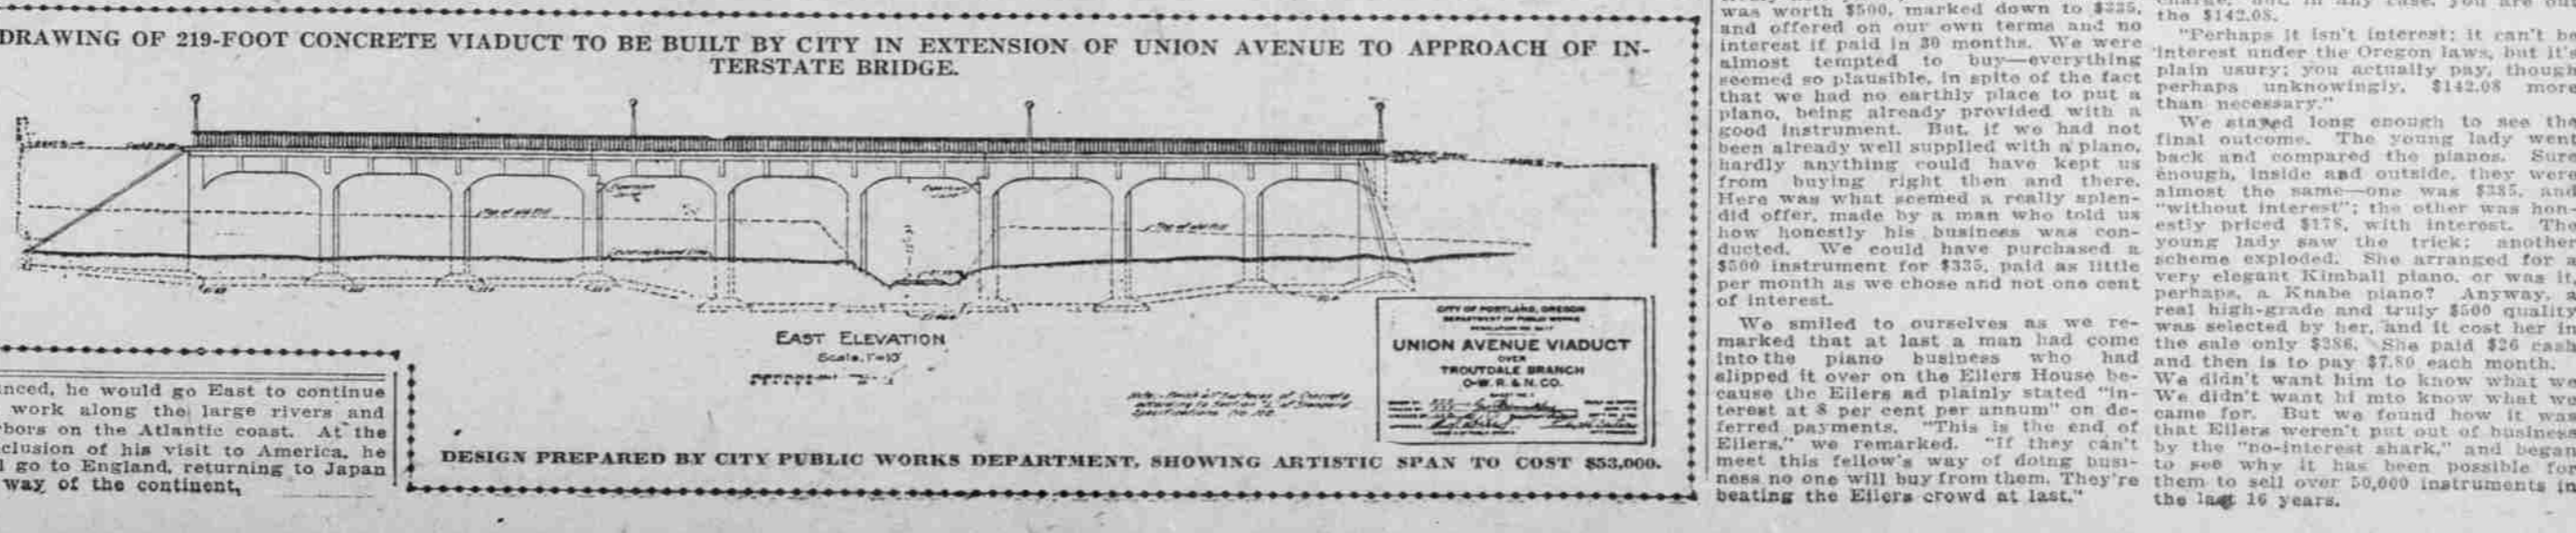 DRAWING OF 219-FOOT CONCRETE VIADUCT TO BE BUILT BY CITY IN EXTENSION OF UNION AVENUE TO APPROACH OF IN-
TERSTATE BRIDGE.
EAST ELEVATION
Scale, 1"=10'
CITY OF PORTLAND, OREGON
DEPARTMENT OF PUBLIC WORKS
UNION AVENUE VIADUCT
OVER
TROUTDALE BRANCH
O-W. R. & N. CO.
DESIGN PREPARED BY CITY PUBLIC WORKS DEPARTMENT, SHOWING ARTISTIC SPAN TO COST $53,000.
nced, he would go East to continue
work along the large rivers and
bors on the Atlantic coast. At the
clusion of his visit to America, he
go to England, returning to Japan
way of the continent,
was worth $500, marked down to $335,
and offered on our own terms and no
interest if paid in 30 months. We were
almost tempted to buy—everything
seemed so plausible, in spite of the fact
that we had no earthly place to put a
piano, being already provided with a
good instrument. But, if we had not
been already well supplied with a piano,
hardly anything could have kept us
from buying right then and there.
Here was what seemed a really splen-
did offer, made by a man who told us
how honestly his business was con-
ducted. We could have purchased a
$500 instrument for $335, paid as little
per month as we chose and not one cent
of interest.
We smiled to ourselves as we re-
marked that at last a man had come
into the piano business who had
slipped it over on the Eilers House be-
cause the Eilers ad plainly stated "in-
terest at 8 per cent per annum" on de-
ferred payments. "This is the end of
Eilers," we remarked. "If they can't
meet this fellow's way of doing busi-
ness no one will buy from them. They're
beating the Eilers crowd at last."
the $142.08.
"Perhaps it isn't interest; it can't be
interest under the Oregon laws, but it's
plain usury; you actually pay, though
perhaps unknowingly, $142.08 more
than necessary."
We stayed long enough to see the
final outcome. The young lady went
back and compared the pianos. Sure
enough, inside and outside, they were
almost the same—one was $385, and
"without interest"; the other was hon-
estly priced $178, with interest. The
young lady saw the trick; another
scheme exploded. She arranged for a
very elegant Kimball piano, or was it,
perhaps, a Knabe piano? Anyway, a
real high-grade and truly $500 quality
was selected by her, and it cost her in
the sale only $386. She paid $26 cash
and then is to pay $7.80 each month.
We didn't want him to know what we
We didn't want hi mto know what we
came for. But we found how it was
that Eilers weren't put out of business
by the "no-interest shark," and began
to see why it has been possible for
them to sell over 50,000 instruments in
the last 16 years.